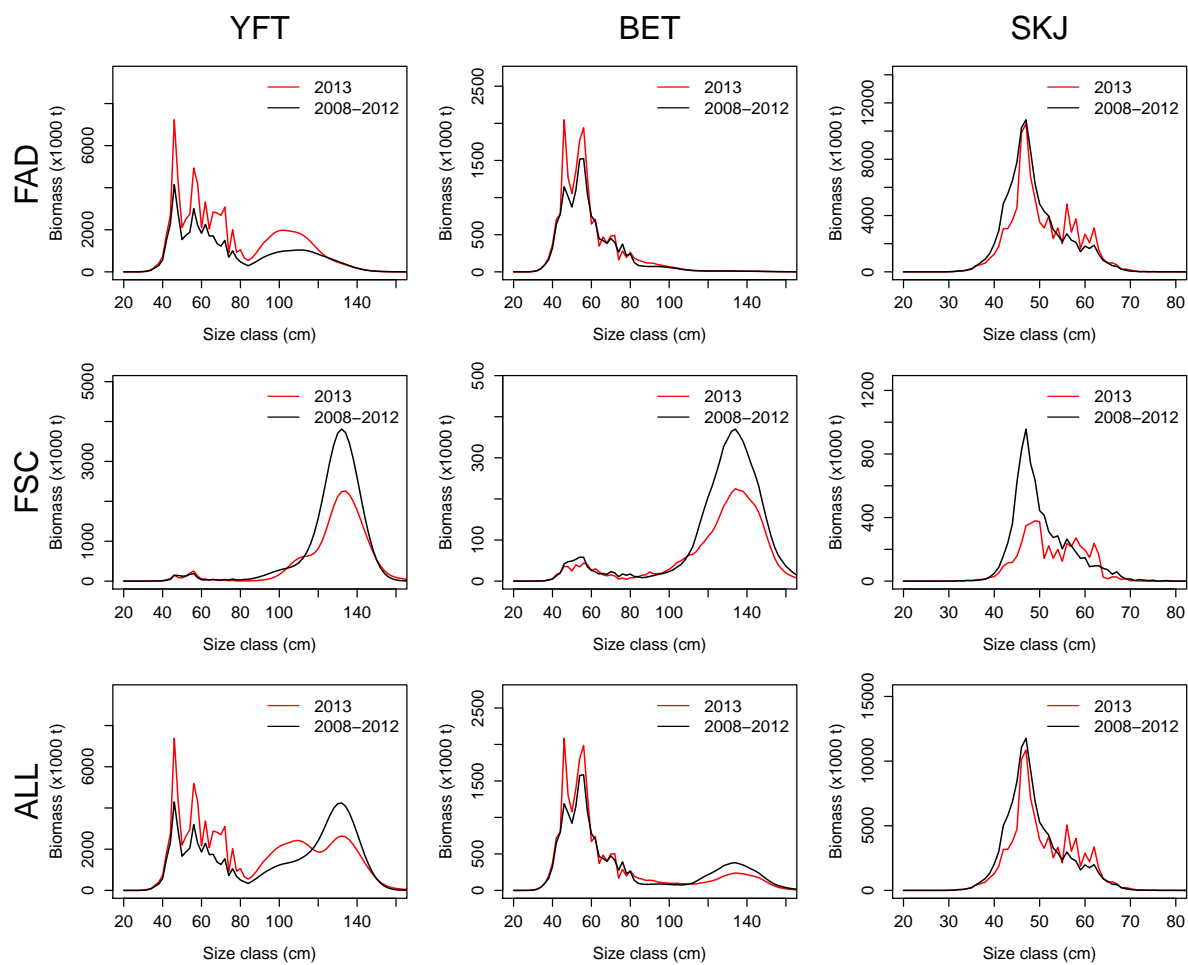 YFT BET SKJ
FAD
Biomass (x1000 t)
0 2000 6000
2013
2008−2012
20 40 60 80 100 140
Size class (cm)
Biomass (x1000 t)
0 500 1500 2500
2013
2008−2012
20 40 60 80 100 140
Size class (cm)
Biomass (x1000 t)
0 4000 8000 12000
2013
2008−2012
20 30 40 50 60 70 80
Size class (cm)
FSC
Biomass (x1000 t)
0 1000 3000 5000
2013
2008−2012
20 40 60 80 100 140
Size class (cm)
Biomass (x1000 t)
0 100 300 500
2013
2008−2012
20 40 60 80 100 140
Size class (cm)
Biomass (x1000 t)
0 400 800 1200
2013
2008−2012
20 30 40 50 60 70 80
Size class (cm)
ALL
Biomass (x1000 t)
0 2000 6000
2013
2008−2012
20 40 60 80 100 140
Size class (cm)
Biomass (x1000 t)
0 500 1500 2500
2013
2008−2012
20 40 60 80 100 140
Size class (cm)
Biomass (x1000 t)
0 5000 10000 15000
2013
2008−2012
20 30 40 50 60 70 80
Size class (cm)